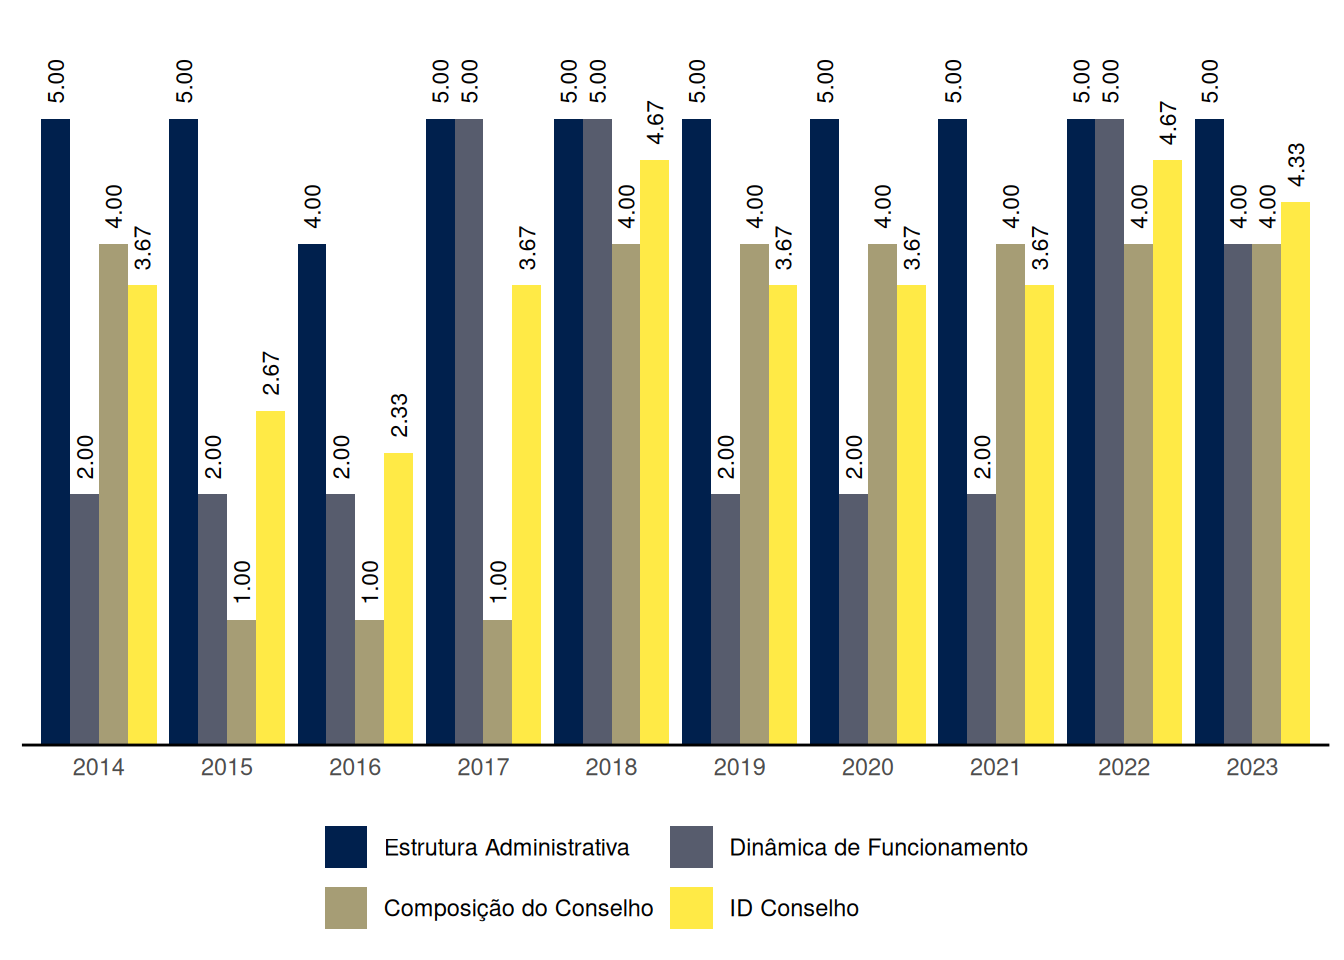 5.00 2.00 4.00 3.67
5.00 2.00 1.00 2.67
4.00 2.00 1.00 2.33
5.00 5.00 1.00 3.67
5.00 5.00 4.00 4.67
5.00 2.00 4.00 3.67
5.00 2.00 4.00 3.67
5.00 2.00 4.00 3.67
5.00 5.00 4.00 4.67
5.00 4.00 4.00 4.33
2014 2015 2016 2017 2018 2019 2020 2021 2022 2023
Estrutura Administrativa Dinâmica de Funcionamento
Composição do Conselho ID Conselho